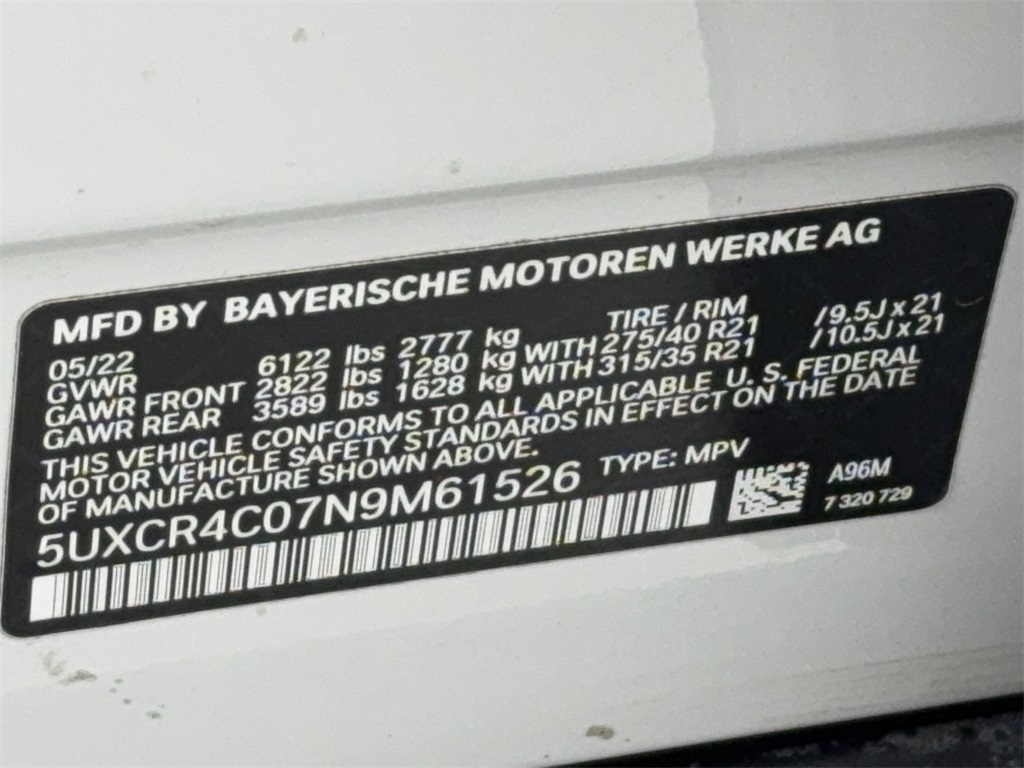 MFD BY BAYERISCHE MOTOREN WERKE AG
05/22 TIRE / RIM
GVWR 6122 lbs 2777 kg
GAWR FRONT 2822 lbs 1280 kg WITH 275/40 R21 /9.5J x 21
GAWR REAR 3589 lbs 1628 kg WITH 315/35 R21 /10.5J x 21
THIS VEHICLE CONFORMS TO ALL APPLICABLE U. S. FEDERAL
MOTOR VEHICLE SAFETY STANDARDS IN EFFECT ON THE DATE
OF MANUFACTURE SHOWN ABOVE.
5UXCR4C07N9M61526 TYPE: MPV
A96M
7 320 729